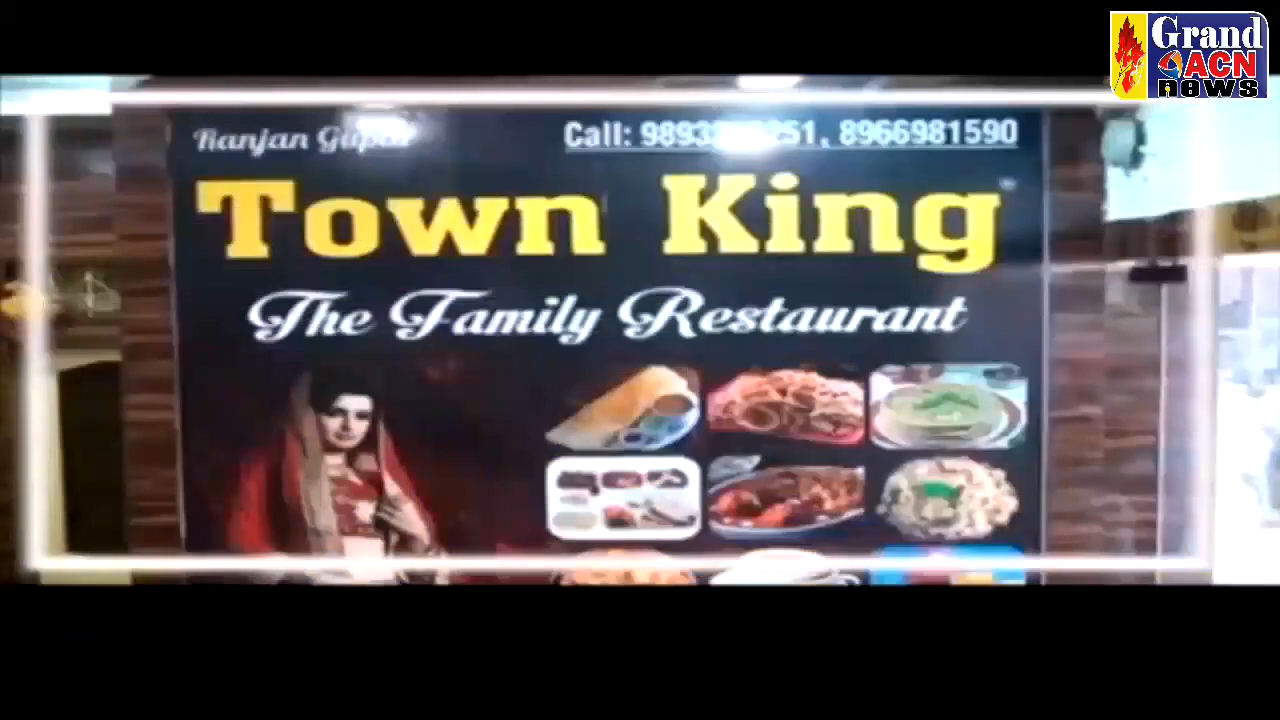 Grand
ACN
news
Ranjan
Call: 8966981590
Town King
The Family Restaurant